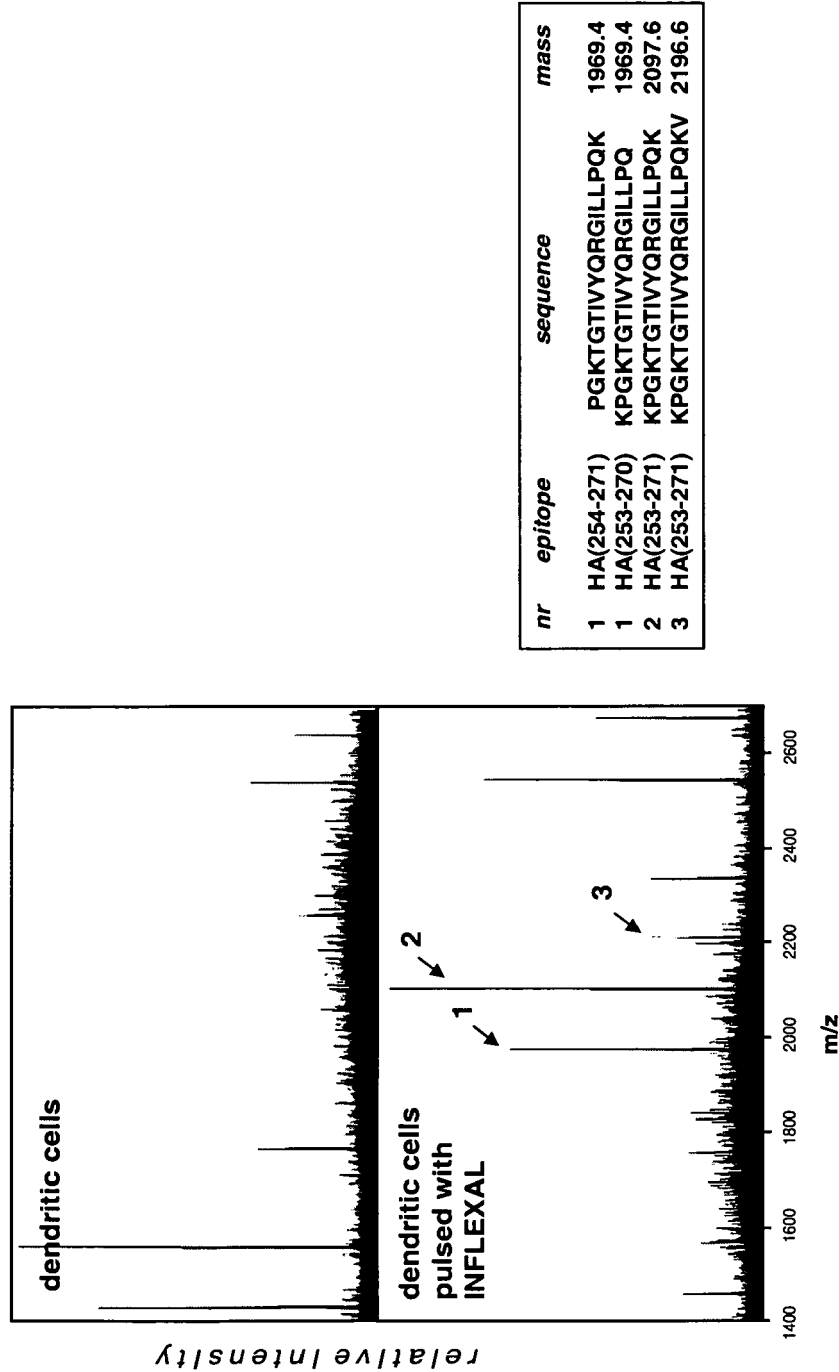 relative intensity
dendritic cells
dendritic cells
pulsed with
INFLEXAL
1
2
3
1400 1600 1800 2000 2200 2400 2600
m/z
nr epitope sequence mass
1 HA(254-271) PGKTGTIVYQRGILLPQK 1969.4
1 HA(253-270) KPGKTGTIVYQRGILLPQ 1969.4
2 HA(253-271) KPGKTGTIVYQRGILLPQK 2097.6
3 HA(253-271) KPGKTGTIVYQRGILLPQKV 2196.6